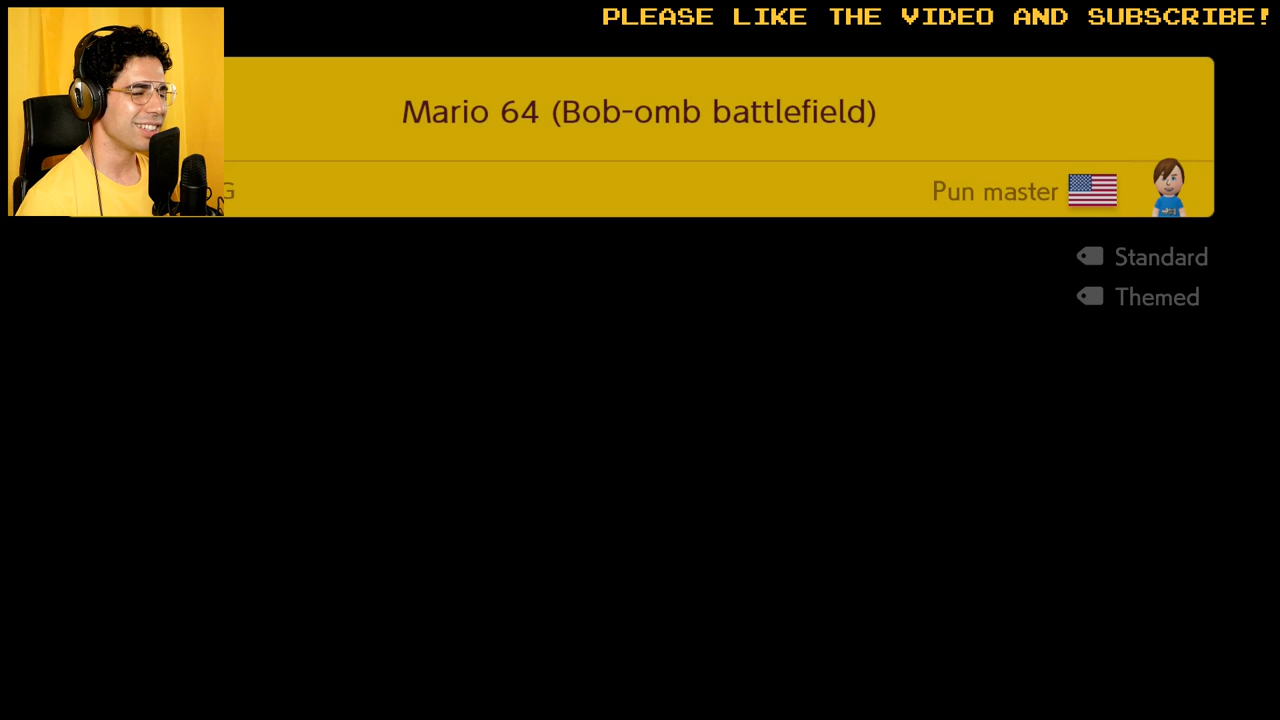 PLEASE LIKE THE VIDEO AND SUBSCRIBE!
Mario 64 (Bob-omb battlefield)
G
Pun master
Standard
Themed